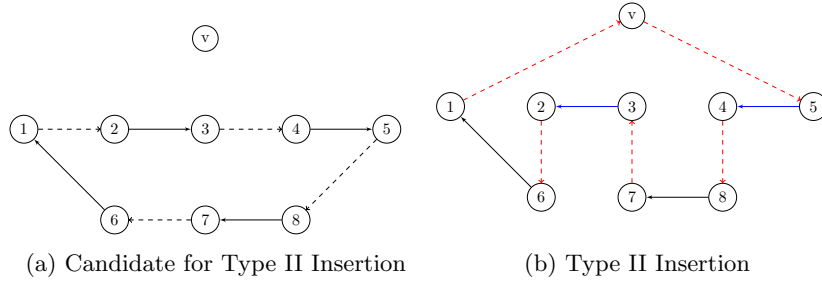 v
1 2 3 4 5
6 7 8
(a) Candidate for Type II Insertion
v
1 2 3 4 5
6 7 8
(b) Type II Insertion